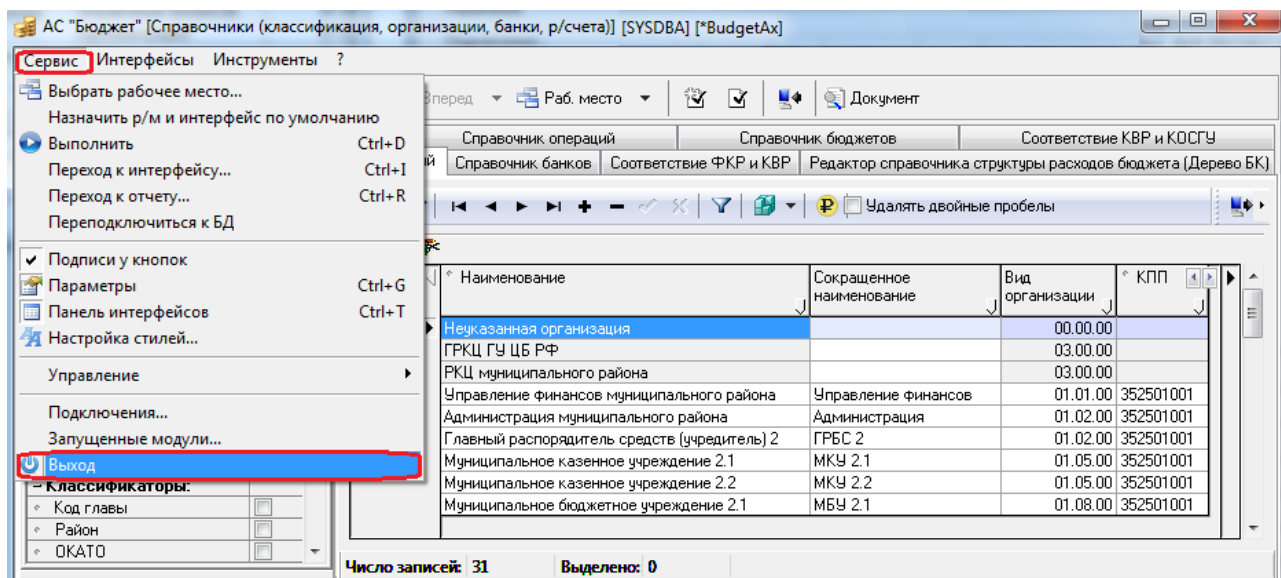 АС "Бюджет" [Справочники (классификация, организации, банки, р/счета)] [SYSDBA] [*BudgetAx]
Сервис Интерфейсы Инструменты ?
Выбрать рабочее место...
Назначить р/м и интерфейс по умолчанию
Выполнить Ctrl+D
Переход к интерфейсу... Ctrl+I
Переход к отчету... Ctrl+R
Переподключиться к БД
Подписи у кнопок
Параметры Ctrl+G
Панель интерфейсов Ctrl+T
Настройка стилей...
Управление
Подключения...
Запущенные модули...
Выход
Классификаторы:
Код главы
Район
ОКАТО
Вперед Раб. место Документ
Справочник операций Справочник бюджетов Соответствие КВР и КОСГУ
Справочник банков Соответствие ФКР и КВР Редактор справочника структуры расходов бюджета (Дерево БК)
Удалять двойные пробелы
Наименование Сокращенное наименование Вид организации КПП
Неуказанная организация 00.00.00
ГРКЦ ГУ ЦБ РФ 03.00.00
РКЦ муниципального района 03.00.00
Управление финансов муниципального района Управление финансов 01.01.00 352501001
Администрация муниципального района Администрация 01.02.00 352501001
Главный распорядитель средств (учредитель) 2 ГРБС 2 01.02.00 352501001
Муниципальное казенное учреждение 2.1 МКУ 2.1 01.05.00 352501001
Муниципальное казенное учреждение 2.2 МКУ 2.2 01.05.00 352501001
Муниципальное бюджетное учреждение 2.1 МБУ 2.1 01.08.00 352501001
Число записей: 31 Выделено: 0